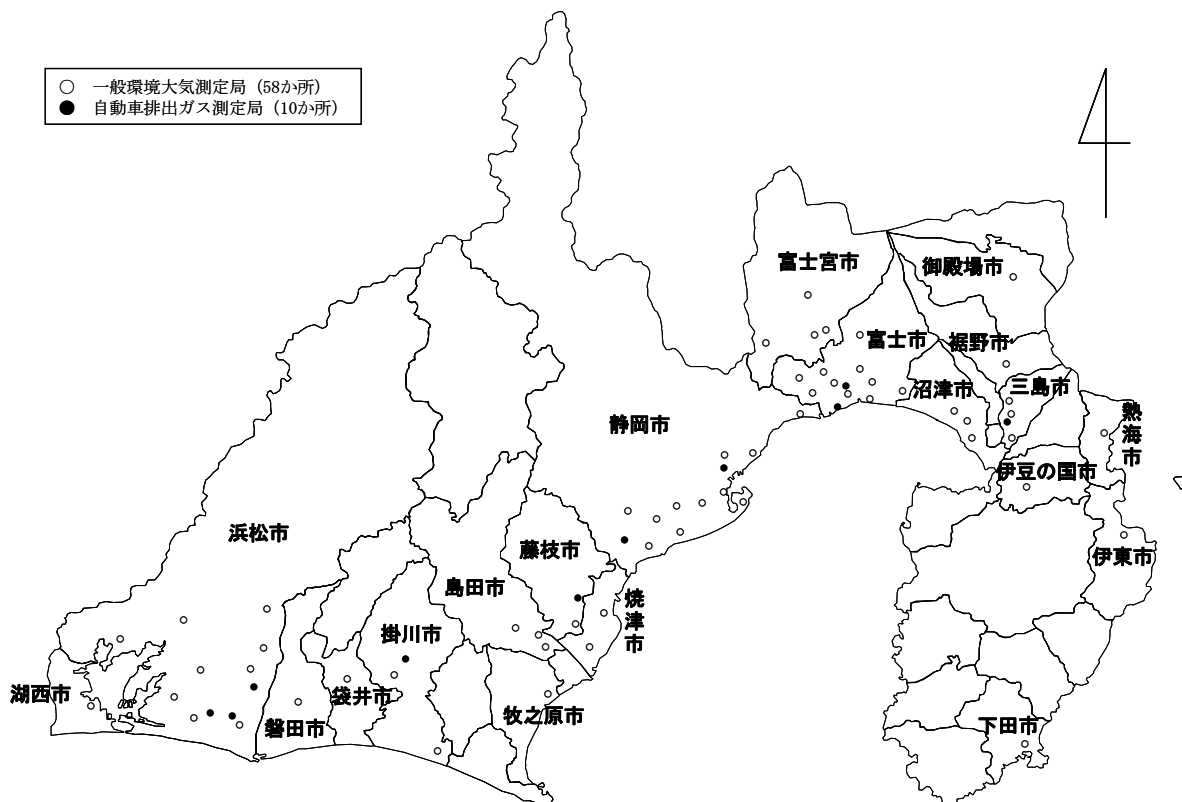 一般環境大気測定局(58か所)
自動車排出ガス測定局(10か所)
富士宮市
御殿場市
富士市
裾野市
沼津市
三島市
熱海市
静岡市
伊豆の国市
浜松市
藤枝市
伊東市
島田市
焼津市
掛川市
湖西市
袋井市
磐田市
牧之原市
下田市